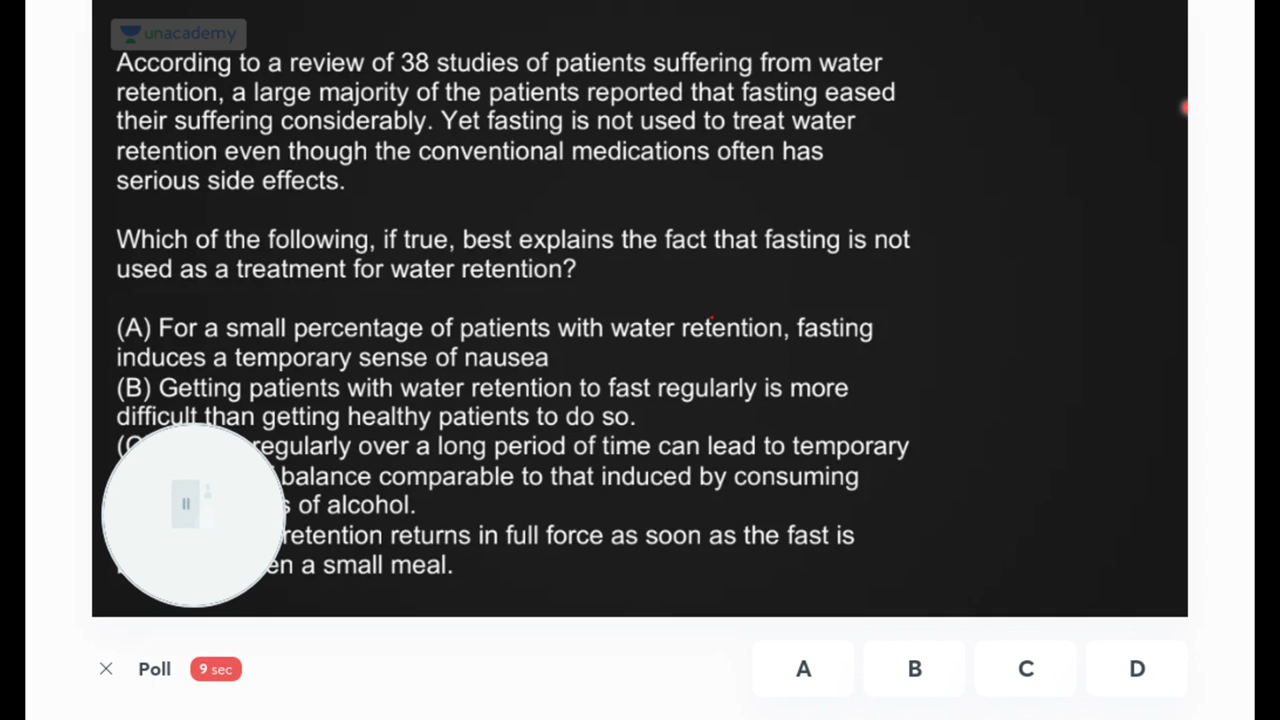 unacademy
According to a review of 38 studies of patients suffering from water
retention, a large majority of the patients reported that fasting eased
their suffering considerably. Yet fasting is not used to treat water
retention even though the conventional medications often has
serious side effects.
Which of the following, if true, best explains the fact that fasting is not
used as a treatment for water retention?
(A) For a small percentage of patients with water retention, fasting
induces a temporary sense of nausea
(B) Getting patients with water retention to fast regularly is more
difficult than getting healthy patients to do so.
regularly over a long period of time can lead to temporary
balance comparable to that induced by consuming
of alcohol.
retention returns in full force as soon as the fast is
a small meal.
Poll 9 sec A B C D